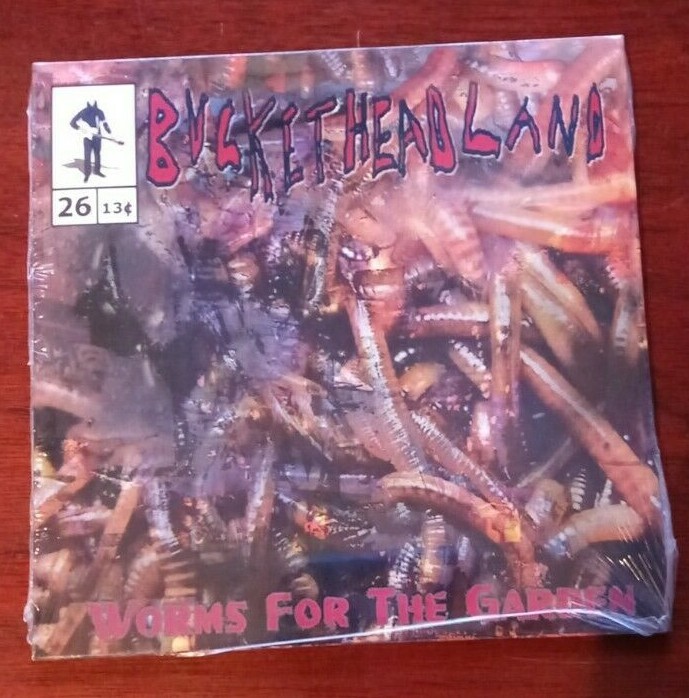 BUCKETHEADLAND
26 13¢
WORMS FOR THE GARDEN